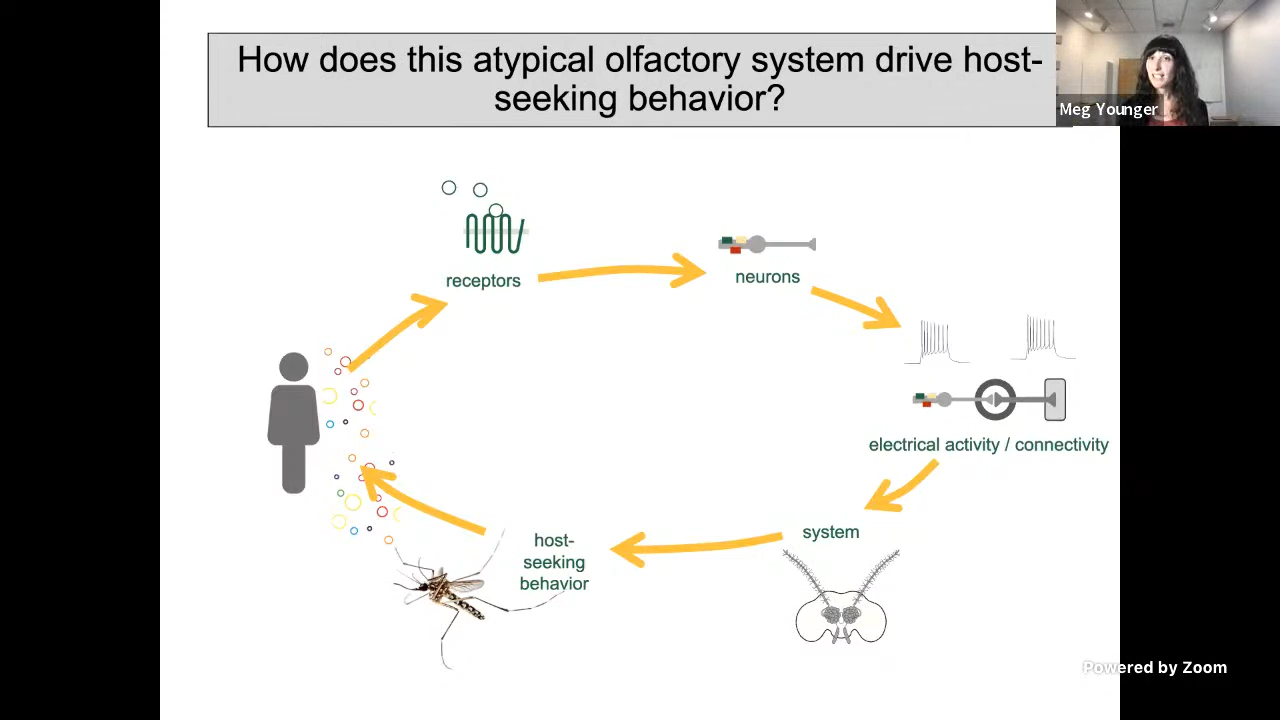 How does this atypical olfactory system drive host-
seeking behavior?
Meg Younger
receptors
neurons
electrical activity / connectivity
system
host-
seeking
behavior
Powered by Zoom